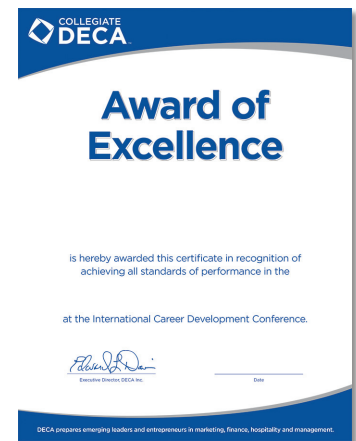 COLLEGIATE
DECA
Award of
Excellence
is hereby awarded this certificate in recognition of
achieving all standards of performance in the
at the International Career Development Conference.
Executive Director, DECA Inc.
Date
DECA prepares emerging leaders and entrepreneurs in marketing, finance, hospitality and management.